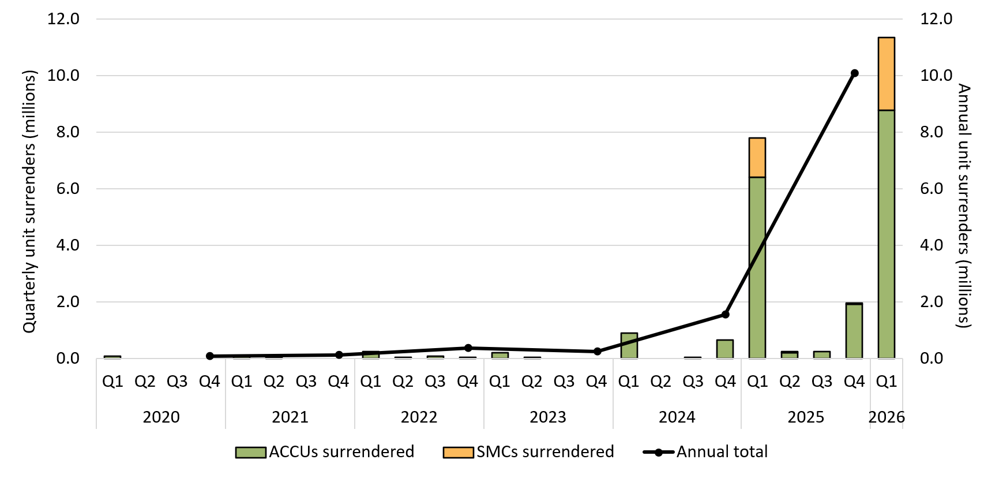 12.0 12.0
10.0 10.0
8.0 8.0
6.0 6.0
4.0 4.0
2.0 2.0
0.0 0.0
Quarterly unit surrenders (millions)
Annual unit surrenders (millions)
Q1 Q2 Q3 Q4 Q1 Q2 Q3 Q4 Q1 Q2 Q3 Q4 Q1 Q2 Q3 Q4 Q1 Q2 Q3 Q4 Q1 Q2 Q3 Q4 Q1
2020 2021 2022 2023 2024 2025 2026
ACCUs surrendered SMCs surrendered Annual total